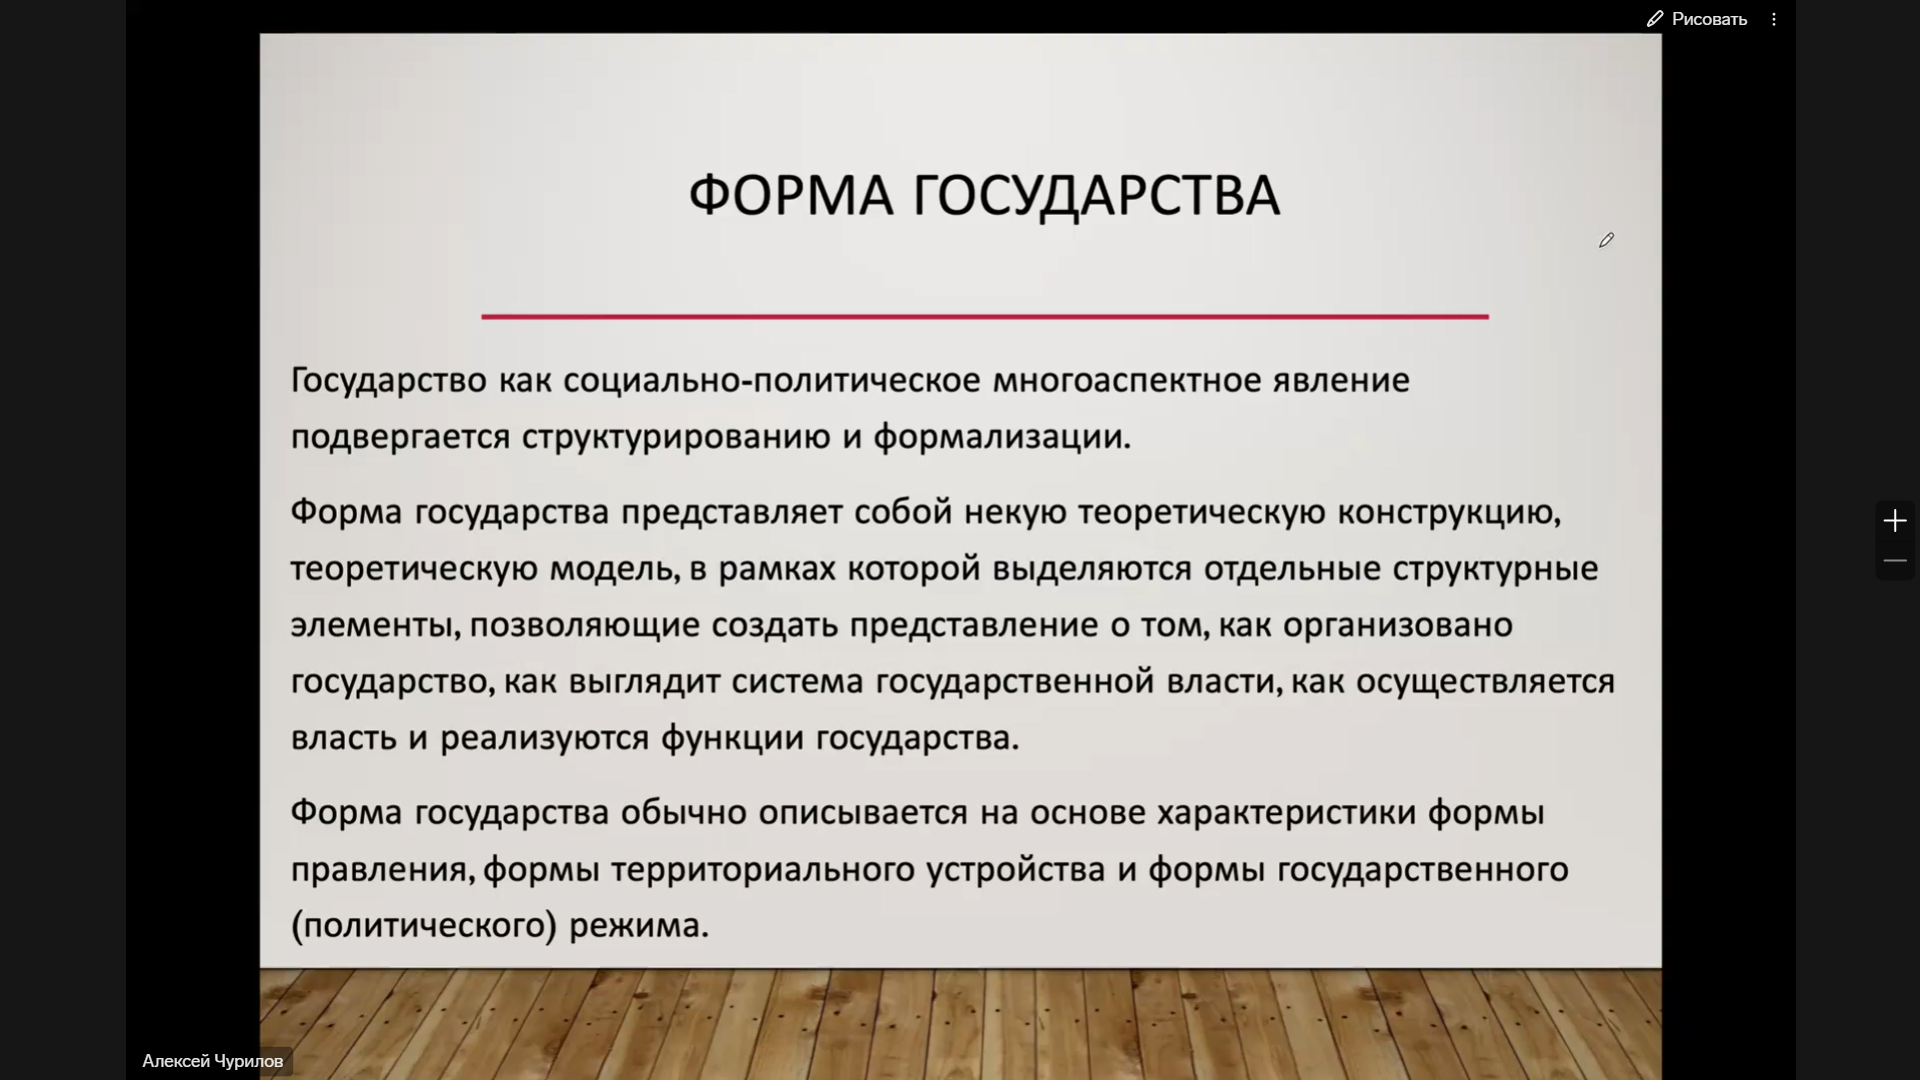 Рисовать
ФОРМА ГОСУДАРСТВА
Государство как социально-политическое многоаспектное явление
подвергается структурированию и формализации.
Форма государства представляет собой некую теоретическую конструкцию,
теоретическую модель, в рамках которой выделяются отдельные структурные
элементы, позволяющие создать представление о том, как организовано
государство, как выглядит система государственной власти, как осуществляется
власть и реализуются функции государства.
Форма государства обычно описывается на основе характеристики формы
правления, формы территориального устройства и формы государственного
(политического) режима.
Алексей Чурилов